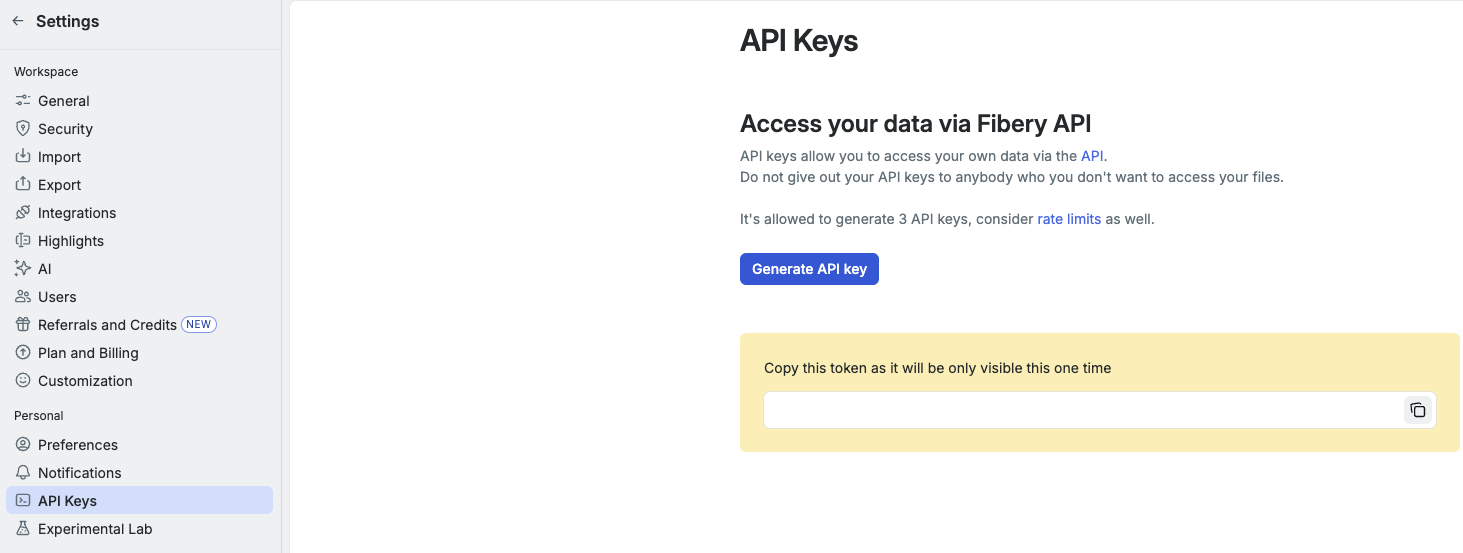 Settings
Workspace
General
Security
Import
Export
Integrations
Highlights
AI
Users
Referrals and Credits NEW
Plan and Billing
Customization
Personal
Preferences
Notifications
API Keys
Experimental Lab
API Keys
Access your data via Fibery API
API keys allow you to access your own data via the API.
Do not give out your API keys to anybody who you don't want to access your files.
It's allowed to generate 3 API keys, consider rate limits as well.
Generate API key
Copy this token as it will be only visible this one time